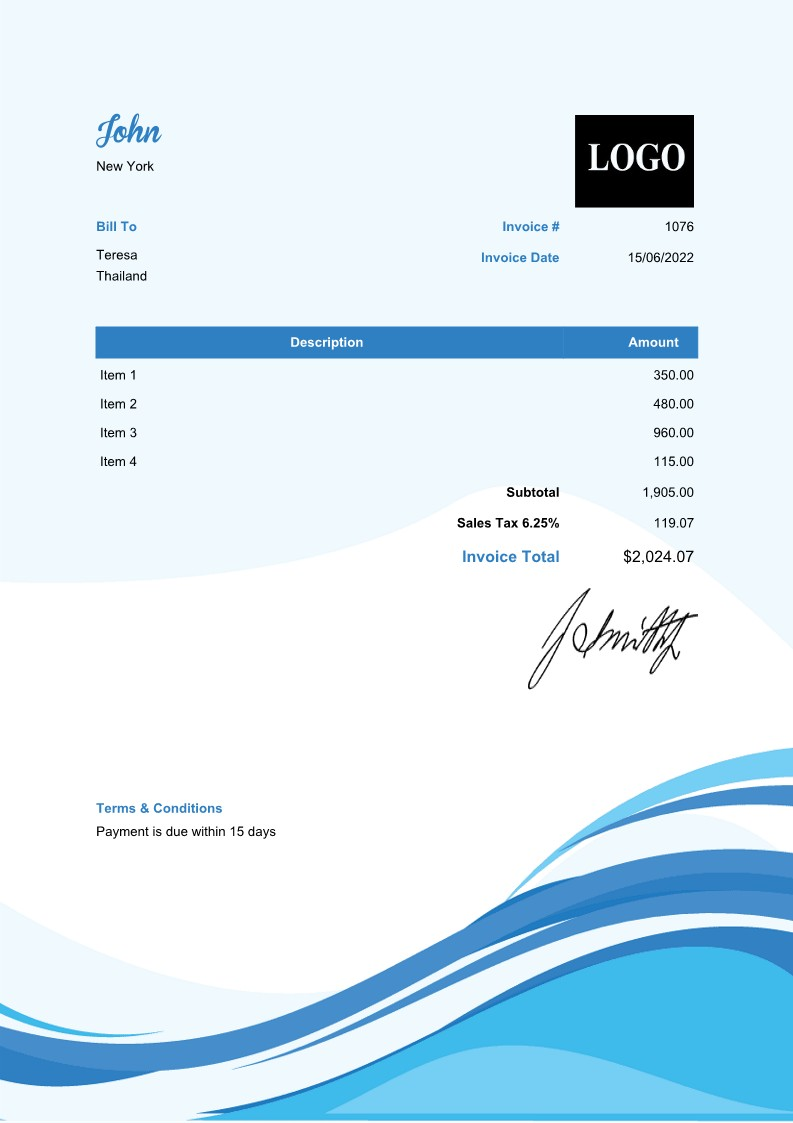 John
LOGO
New York
Bill To
Invoice # 1076
Teresa
Invoice Date 15/06/2022
Thailand
Description Amount
Item 1 350.00
Item 2 480.00
Item 3 960.00
Item 4 115.00
Subtotal 1,905.00
Sales Tax 6.25% 119.07
Invoice Total $2,024.07
Terms & Conditions
Payment is due within 15 days